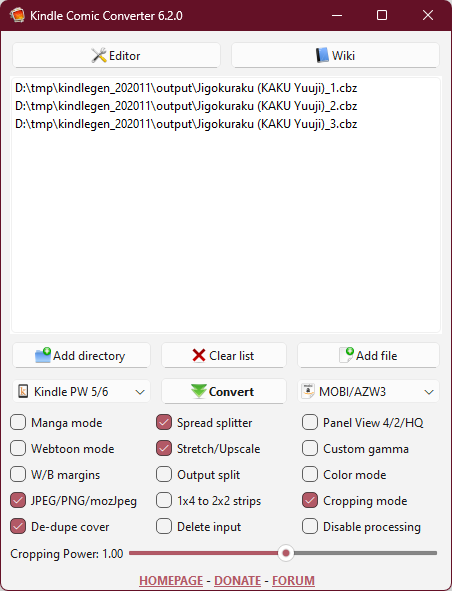 Kindle Comic Converter 6.2.0
Editor
Wiki
D:\tmp\kindlegen_202011\output\Jigokuraku (KAKU Yuuji)_1.cbz
D:\tmp\kindlegen_202011\output\Jigokuraku (KAKU Yuuji)_2.cbz
D:\tmp\kindlegen_202011\output\Jigokuraku (KAKU Yuuji)_3.cbz
Add directory
Clear list
Add file
Kindle PW 5/6
Convert
MOBI/AZW3
Manga mode
Spread splitter
Panel View 4/2/HQ
Webtoon mode
Stretch/Upscale
Custom gamma
W/B margins
Output split
Color mode
JPEG/PNG/mozJpeg
1x4 to 2x2 strips
Cropping mode
De-dupe cover
Delete input
Disable processing
Cropping Power: 1.00
HOMEPAGE - DONATE - FORUM